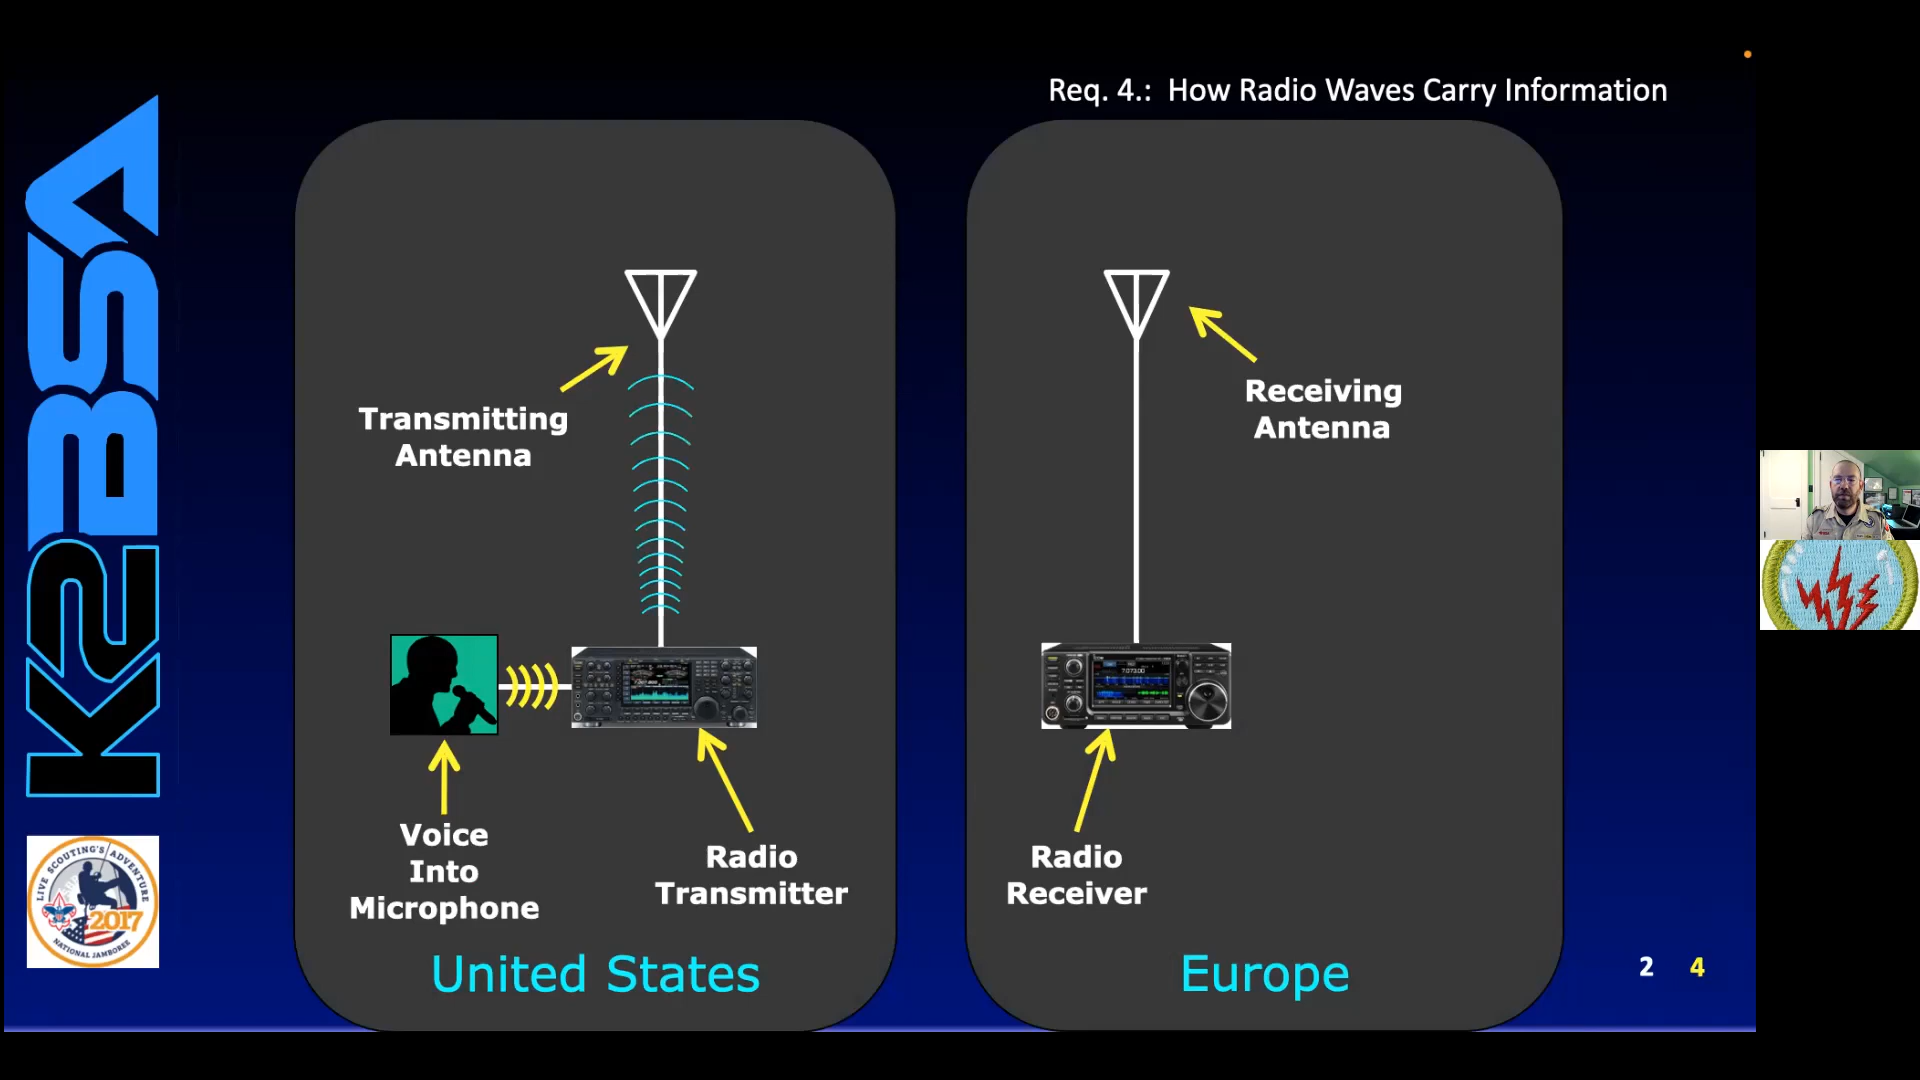 Req. 4.:  How Radio Waves Carry Information
K2BSA
Transmitting
Antenna
Receiving
Antenna
Voice
Into
Microphone
Radio
Transmitter
Radio
Receiver
United States
Europe
LIVE SCOUTING'S ADVENTURE
2017
NATIONAL JAMBOREE
2 4